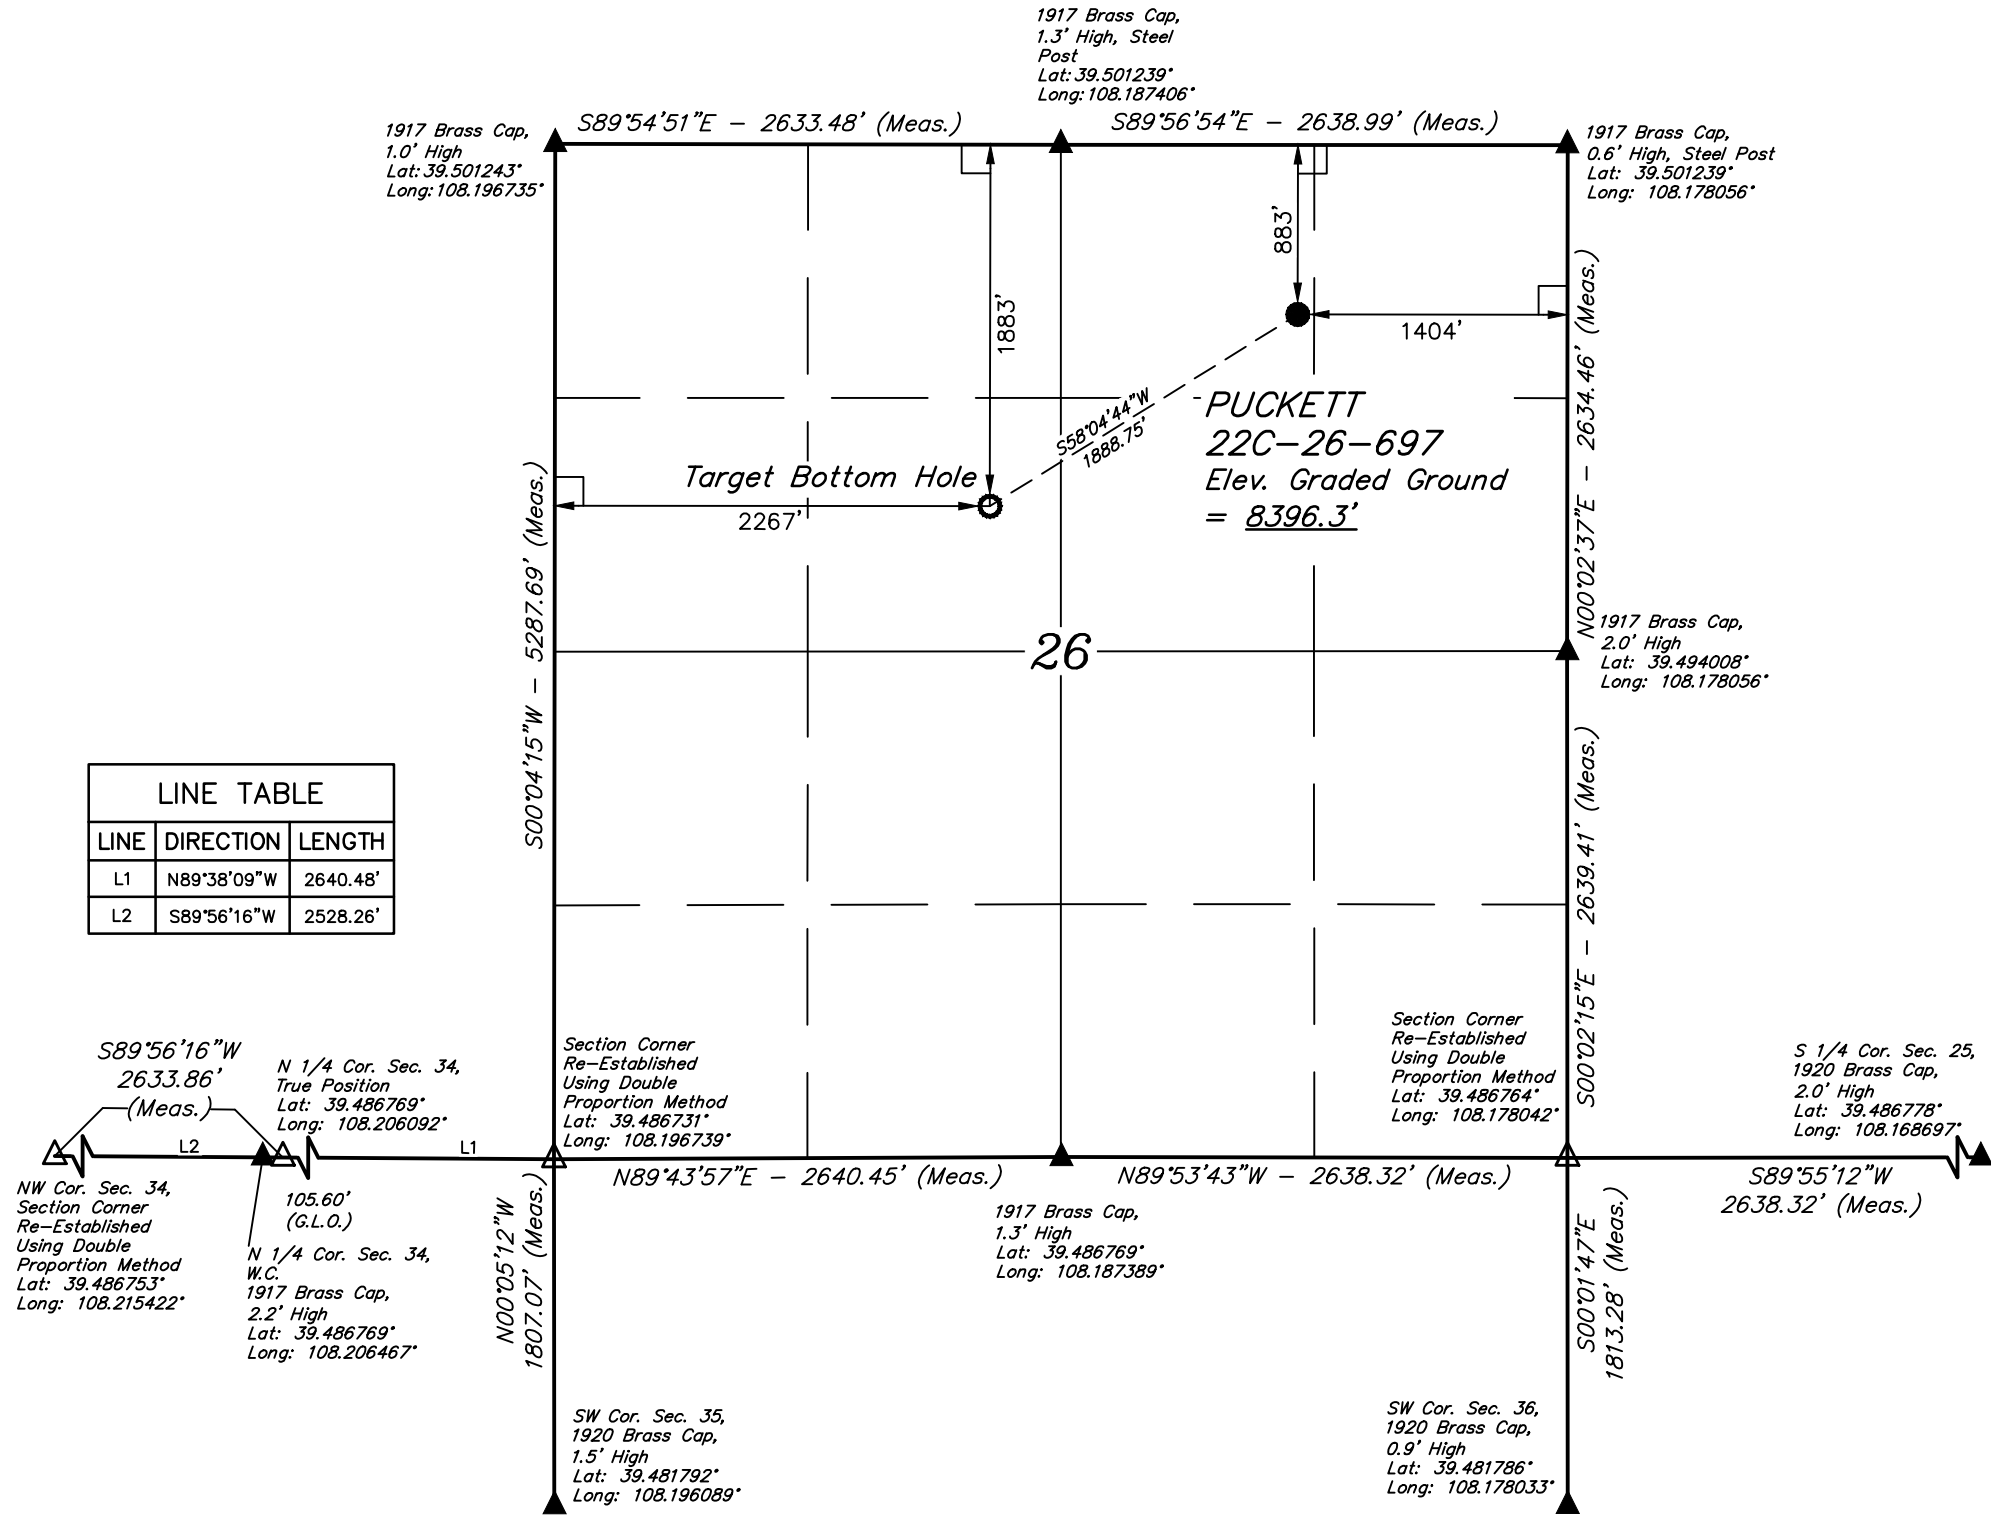 1917 Brass Cap,
1.3' High, Steel
Post
Lat: 39.501239°
Long: 108.187406°
S89°54'51"E - 2633.48' (Meas.)
S89°56'54"E - 2638.99' (Meas.)
1917 Brass Cap,
1.0' High
Lat: 39.501243°
Long: 108.196735°
1917 Brass Cap,
0.6' High, Steel Post
Lat: 39.501239°
Long: 108.178056°
883'
1883'
1404'
N00°02'37"E - 2634.46' (Meas.)
S58°04'44"W
1888.75'
PUCKETT
22C-26-697
Elev. Graded Ground
= 8396.3'
Target Bottom Hole
2267'
S00°04'15"W - 5287.69' (Meas.)
26
1917 Brass Cap,
2.0' High
Lat: 39.494008°
Long: 108.178056°
LINE TABLE
LINE DIRECTION LENGTH
L1 N89°38'09"W 2640.48'
L2 S89°56'16"W 2528.26'
S00°02'15"E - 2639.41' (Meas.)
S89°56'16"W
2633.86'
(Meas.)
N 1/4 Cor. Sec. 34,
True Position
Lat: 39.486769°
Long: 108.206092°
Section Corner
Re-Established
Using Double
Proportion Method
Lat: 39.486731°
Long: 108.196739°
Section Corner
Re-Established
Using Double
Proportion Method
Lat: 39.486764°
Long: 108.178042°
S 1/4 Cor. Sec. 25,
1920 Brass Cap,
2.0' High
Lat: 39.486778°
Long: 108.168697°
L2
L1
N89°43'57"E - 2640.45' (Meas.)
N89°53'43"W - 2638.32' (Meas.)
S89°55'12"W
2638.32' (Meas.)
NW Cor. Sec. 34,
Section Corner
Re-Established
Using Double
Proportion Method
Lat: 39.486753°
Long: 108.215422°
105.60'
(G.L.O.)
N 1/4 Cor. Sec. 34,
W.C.
1917 Brass Cap,
2.2' High
Lat: 39.486769°
Long: 108.206467°
N00°05'12"W
1807.07' (Meas.)
1917 Brass Cap,
1.3' High
Lat: 39.486769°
Long: 108.187389°
S00°01'47"E
1813.28' (Meas.)
SW Cor. Sec. 35,
1920 Brass Cap,
1.5' High
Lat: 39.481792°
Long: 108.196089°
SW Cor. Sec. 36,
1920 Brass Cap,
0.9' High
Lat: 39.481786°
Long: 108.178033°